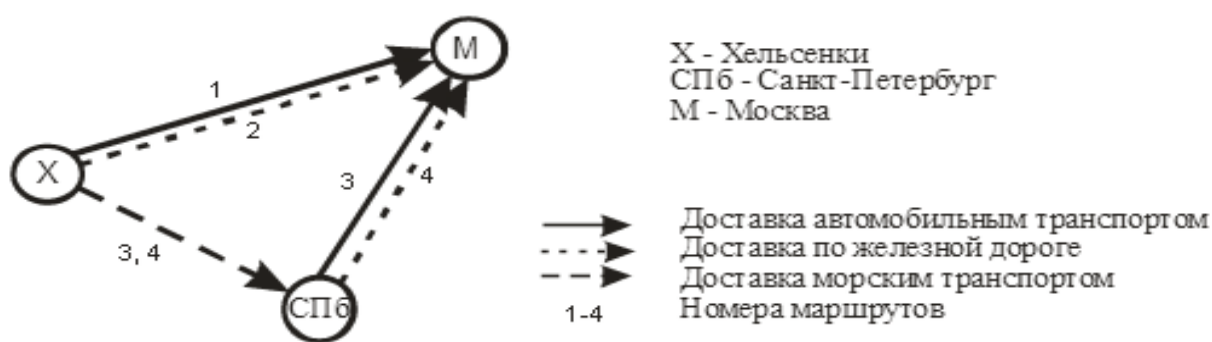 М
Х - Хельсенки
СПб - Санкт-Петербург
М - Москва
1
2
Х
3
4
3, 4
СПб
Доставка автомобильным транспортом
Доставка по железной дороге
Доставка морским транспортом
1-4 Номера маршрутов